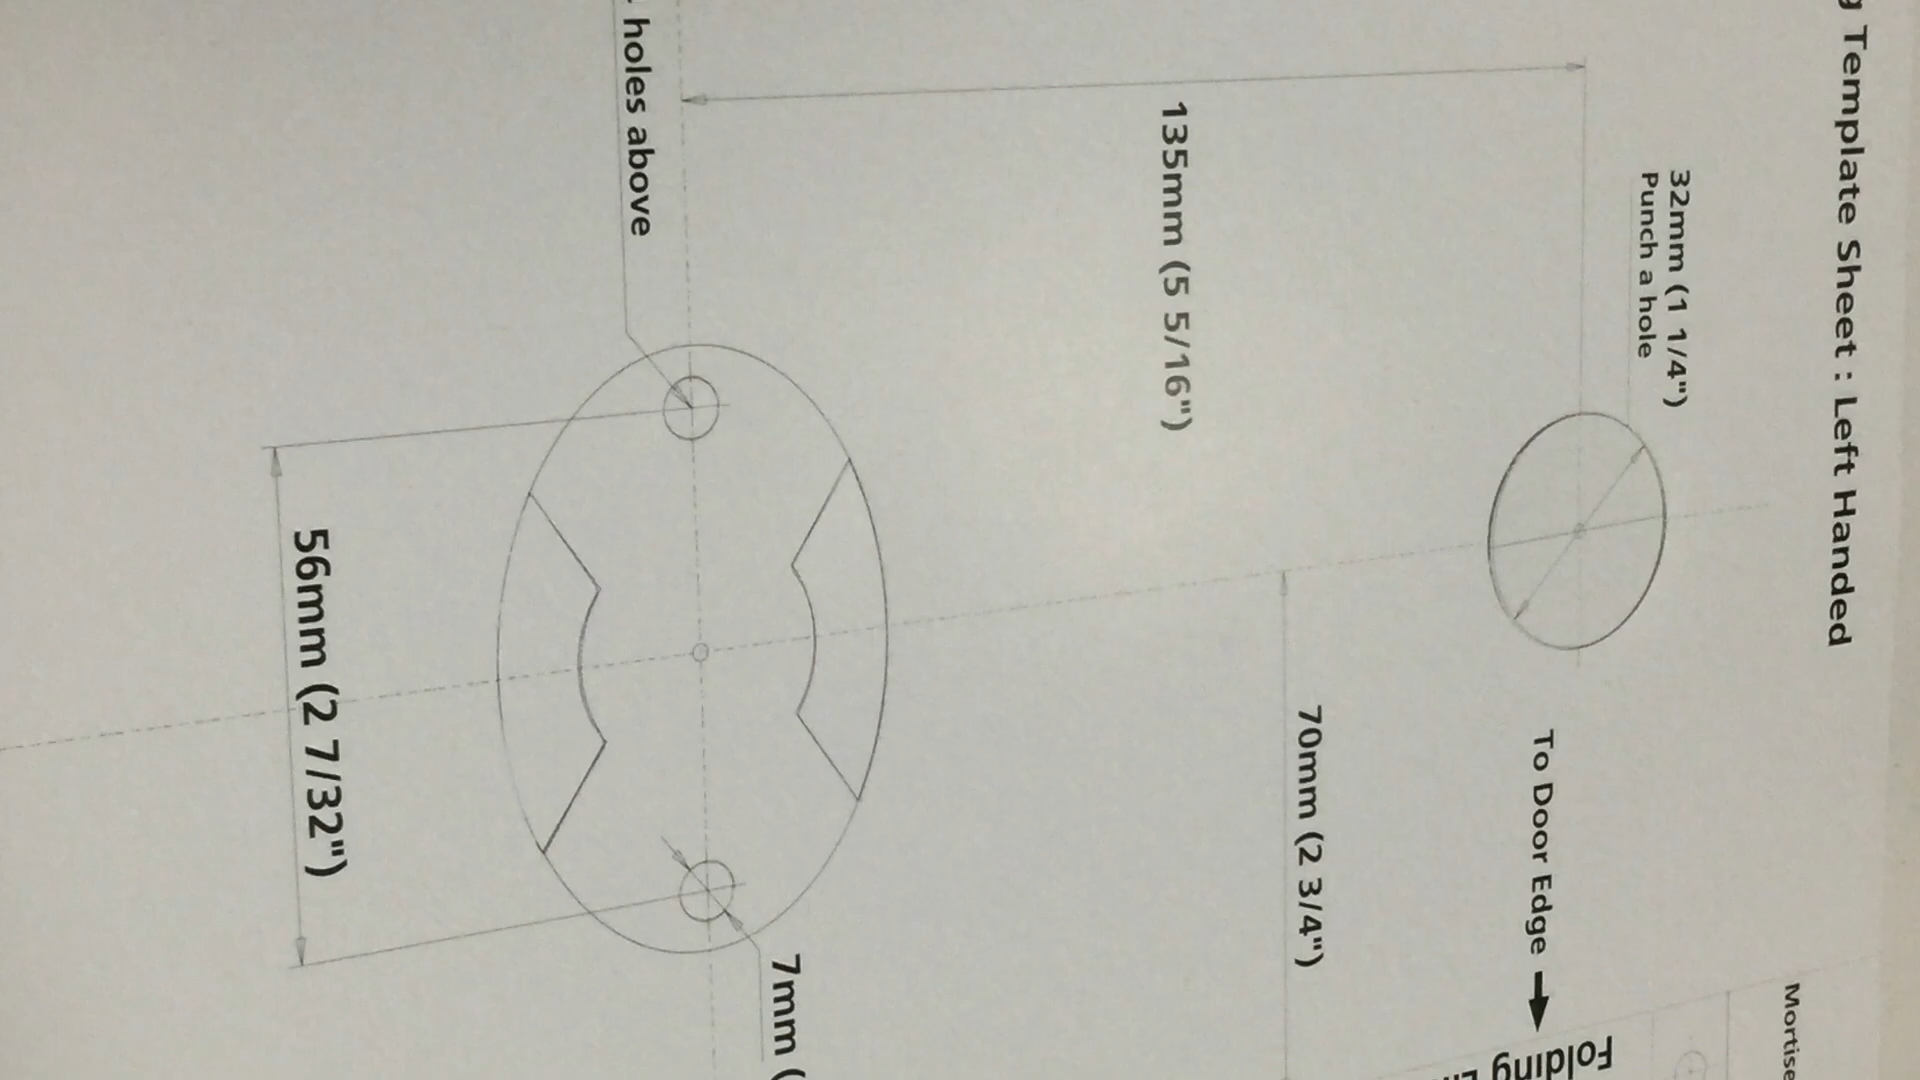 Template Sheet : Left Handed
32mm (1 1/4")
Punch a hole
135mm (5 5/16")
holes above
To Door Edge
70mm (2 3/4")
56mm (2 7/32")
7mm (
Mortise
Folding